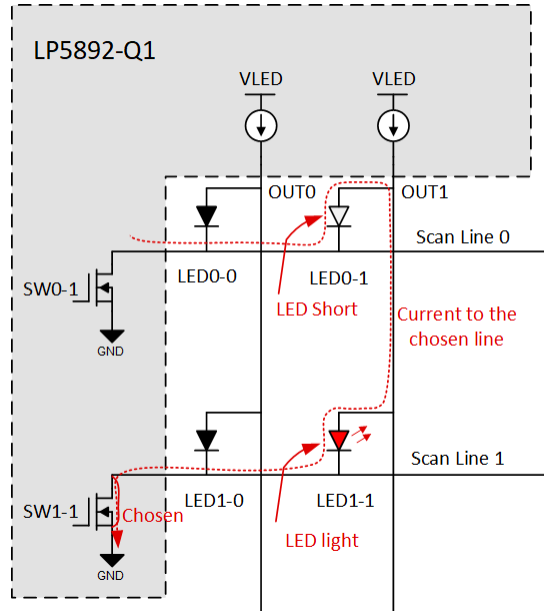 LP5892-Q1
VLED
VLED
OUT0
OUT1
Scan Line 0
LED0-0
LED0-1
SW0-1
LED Short
Current to the
chosen line
GND
Scan Line 1
LED1-0
LED1-1
SW1-1
Chosen
LED light
GND